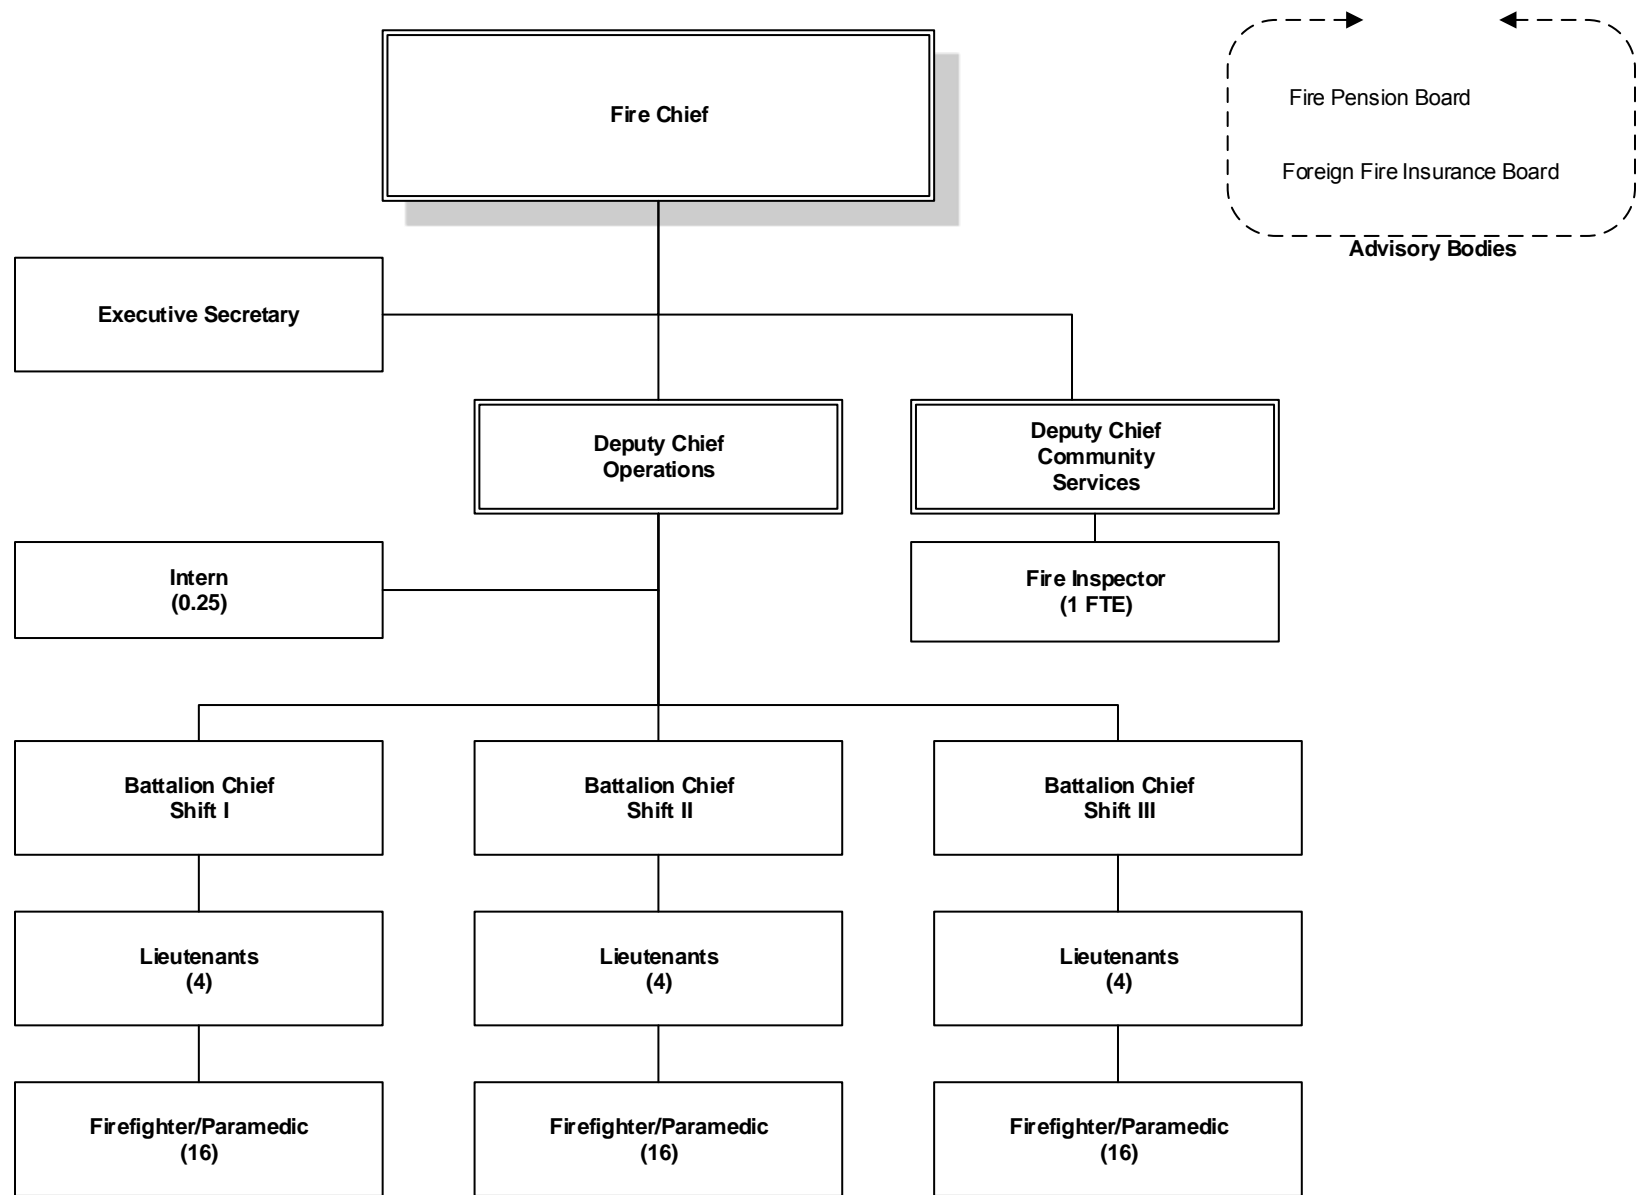 Fire Chief
Fire Pension Board
Foreign Fire Insurance Board
Advisory Bodies
Executive Secretary
Deputy Chief
Operations
Deputy Chief
Community
Services
Intern
(0.25)
Fire Inspector
(1 FTE)
Battalion Chief
Shift I
Battalion Chief
Shift II
Battalion Chief
Shift III
Lieutenants
(4)
Lieutenants
(4)
Lieutenants
(4)
Firefighter/Paramedic
(16)
Firefighter/Paramedic
(16)
Firefighter/Paramedic
(16)